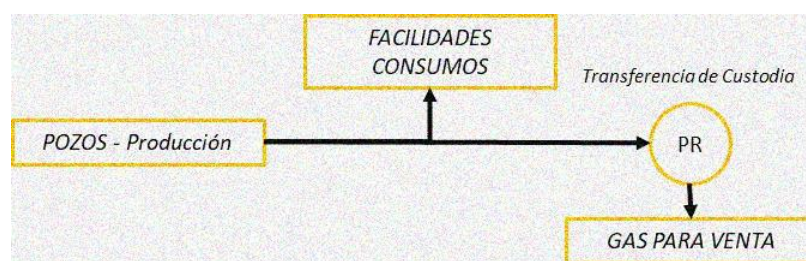 FACILIDADES
CONSUMOS
Transferencia de Custodia
POZOS - Producción
PR
GAS PARA VENTA